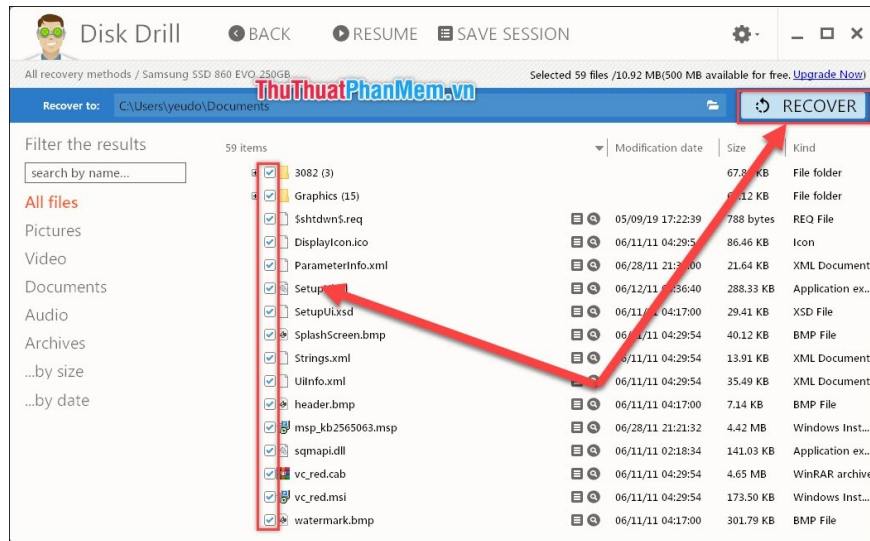 Disk Drill BACK RESUME SAVE SESSION
All recovery methods / Samsung SSD 860 EVO 250GB Selected 59 files /10.92 MB(500 MB available for free. Upgrade Now)
ThuThuatPhanMem.vn
Recover to: C:\Users\yeudo\Documents RECOVER
Filter the results 59 items Modification date Size Kind
search by name... 3082 (3) KB File folder
All files Graphics (15) KB File folder
Pictures $shtdwn$.req 05/09/19 17:22:39 788 bytes REQ File
DisplayIcon.ico 06/11/11 86.46 KB Icon
Video ParameterInfo.xml 06/28/11 21.64 KB XML Document
Documents 06/12/11 288.33 KB Application ex...
SetupUi.xsd 04:17:00 29.41 KB XSD File
Audio SplashScreen.bmp 04:29:54 40.12 KB BMP File
Archives Strings.xml 04:29:54 13.91 KB XML Document
...by size UiInfo.xml 06/11/11 04:29:54 35.49 KB XML Document
...by date header.bmp 06/11/11 04:17:00 7.14 KB BMP File
msp_kb2565063.msp 06/28/11 21:21:32 4.42 MB Windows Inst...
sqmapi.dll 06/11/11 02:18:34 141.03 KB Application ex...
vc_red.cab 06/11/11 04:29:54 4.65 MB WinRAR archive
vc_red.msi 06/11/11 04:29:54 173.50 KB Windows Inst...
watermark.bmp 06/11/11 04:17:00 301.79 KB BMP File